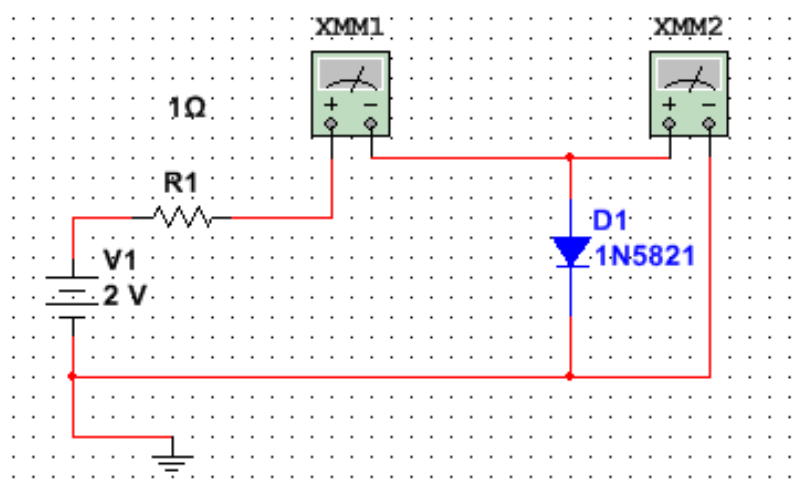 XMM1
XMM2
+ −
+ −
1Ω
R1
D1
1N5821
V1
2 V